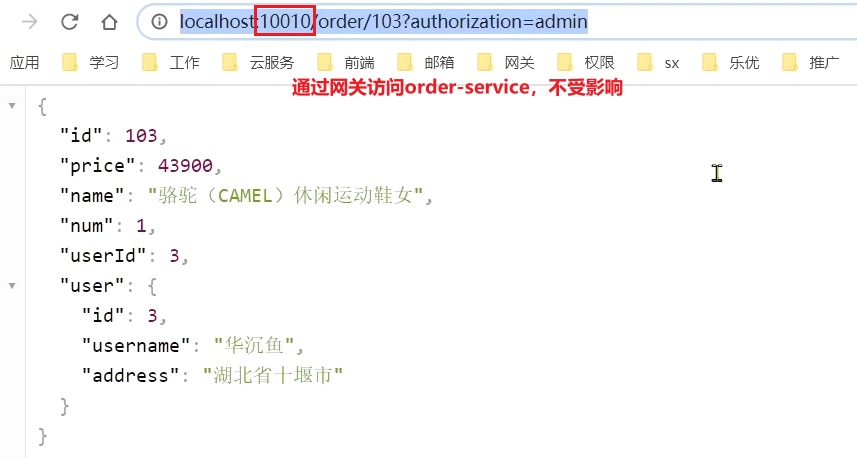 localhost:10010/order/103?authorization=admin
应用 学习 工作 云服务 前端 邮箱 网关 权限 sx 乐优 推广
通过网关访问order-service，不受影响
{
"id": 103,
"price": 43900,
"name": "骆驼（CAMEL）休闲运动鞋女",
"num": 1,
"userId": 3,
"user": {
"id": 3,
"username": "华沉鱼",
"address": "湖北省十堰市"
}
}